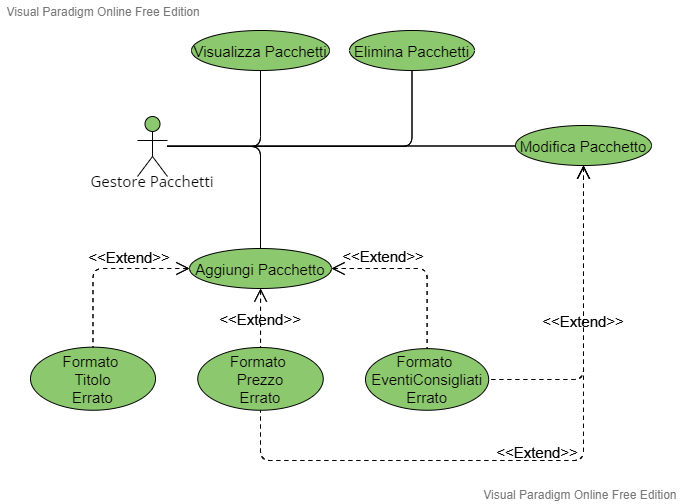 Visual Paradigm Online Free Edition
Visualizza Pacchetti
Elimina Pacchetti
Modifica Pacchetto
Gestore Pacchetti
<<Extend>>
<<Extend>>
Aggiungi Pacchetto
<<Extend>>
<<Extend>>
Formato
Titolo
Errato
Formato
Prezzo
Errato
Formato
EventiConsigliati
Errato
<<Extend>>
Visual Paradigm Online Free Edition